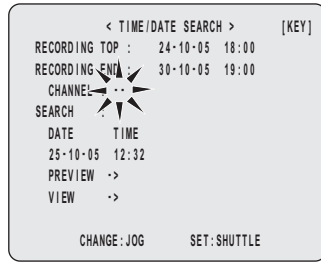 < TIME/DATE SEARCH > [KEY]
RECORDING TOP : 24-10-05 18:00
RECORDING END : 30-10-05 19:00
CHANNEL : --
SEARCH :
DATE TIME
25-10-05 12:32
PREVIEW ->
VIEW ->
CHANGE:JOG SET:SHUTTLE